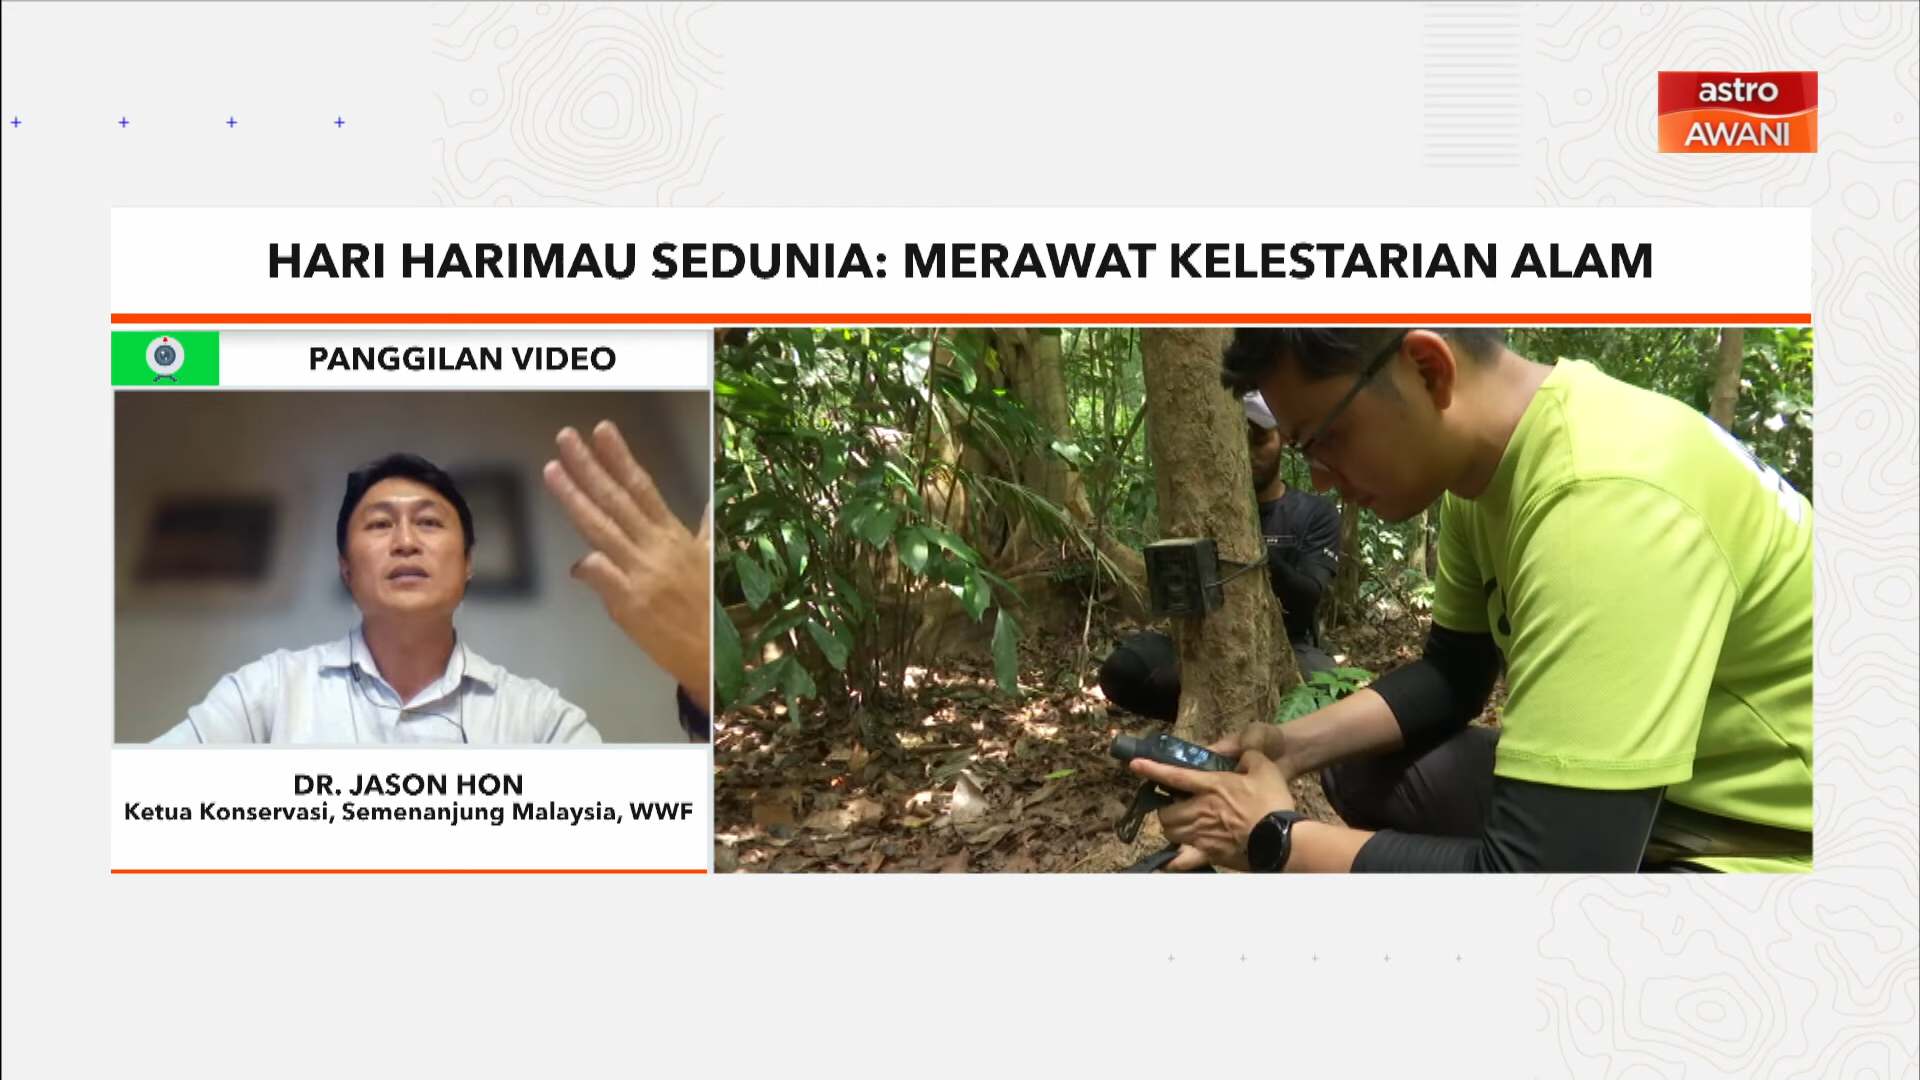 astro
AWANI
HARI HARIMAU SEDUNIA: MERAWAT KELESTARIAN ALAM
PANGGILAN VIDEO
DR. JASON HON
Ketua Konservasi, Semenanjung Malaysia, WWF